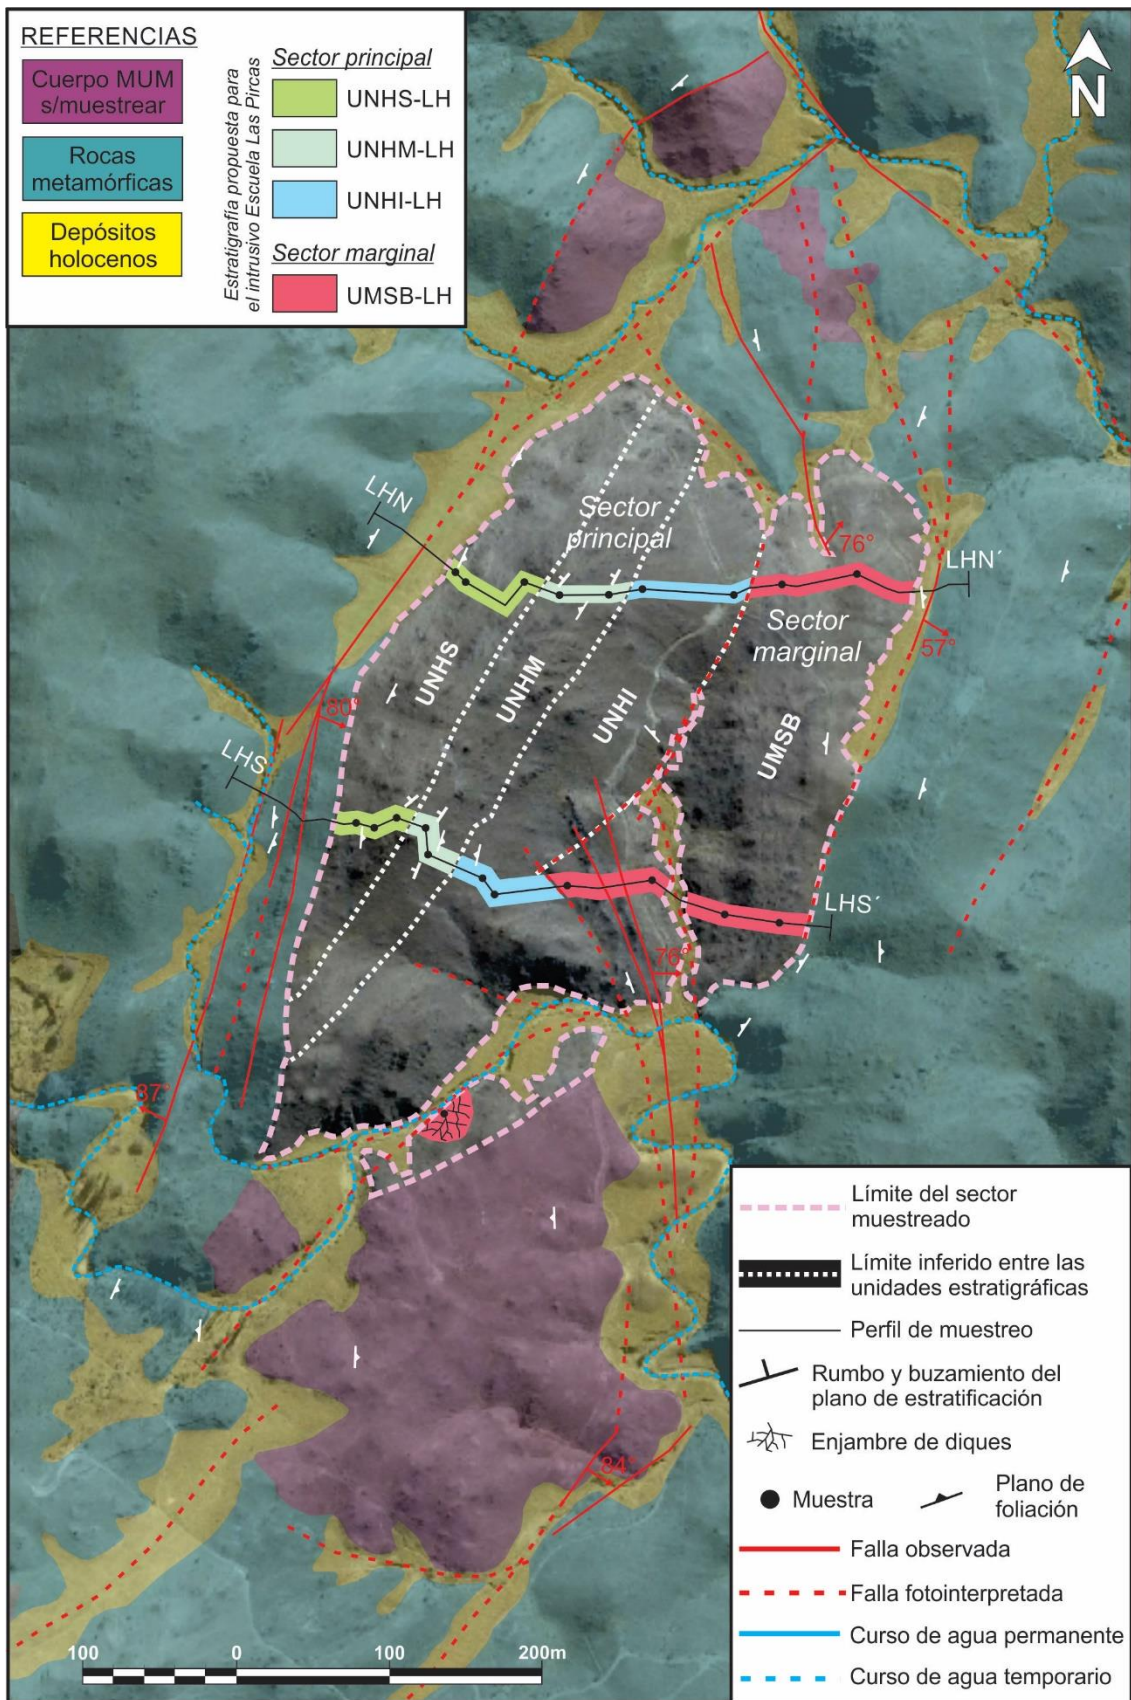 REFERENCIAS
Cuerpo MUM
s/muestrear
Rocas
metamórficas
Depósitos
holocenos
Estratigrafía propuesta para
el intrusivo Escuela Las Pircas
Sector principal
UNHS-LH
UNHM-LH
UNHI-LH
Sector marginal
UMSB-LH
N
LHN
Sector
principal
76°
LHN´
Sector
marginal
57°
UNHS
UNHM
UNHI
UMSB
80°
LHS
LHS´
76°
87°
84°
Límite del sector
muestreado
Límite inferido entre las
unidades estratigráficas
Perfil de muestreo
Rumbo y buzamiento del
plano de estratificación
Enjambre de diques
Muestra
Plano de
foliación
Falla observada
Falla fotointerpretada
Curso de agua permanente
Curso de agua temporario
100 0 200m